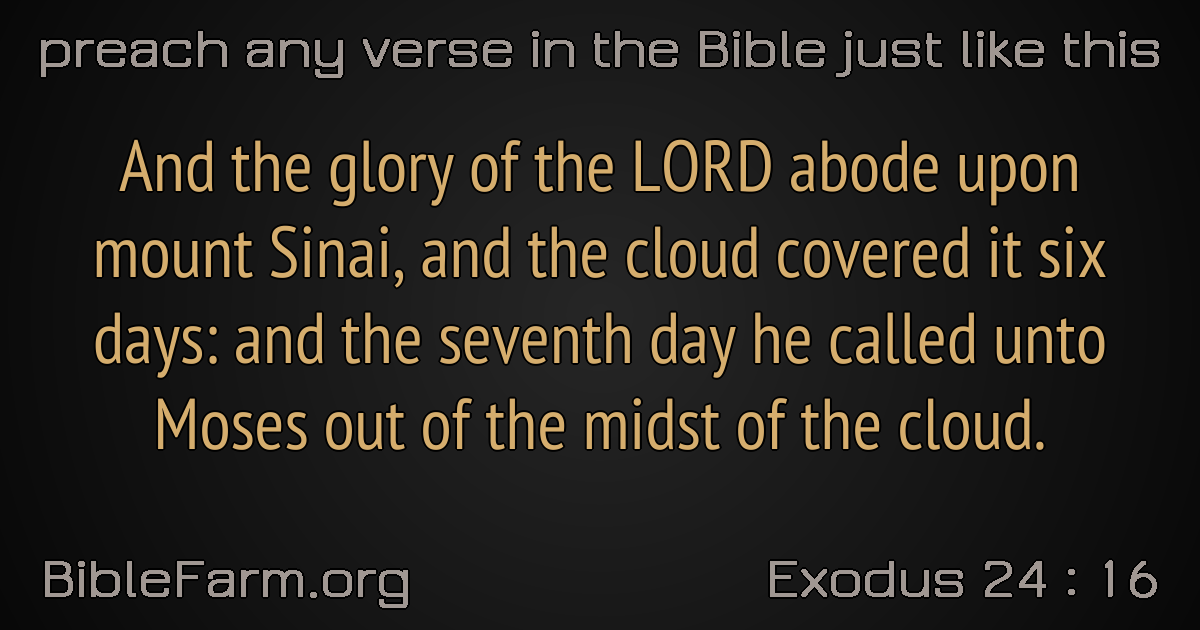 preach any verse in the Bible just like this
And the glory of the LORD abode upon
mount Sinai, and the cloud covered it six
days: and the seventh day he called unto
Moses out of the midst of the cloud.
BibleFarm.org
Exodus 24 : 16